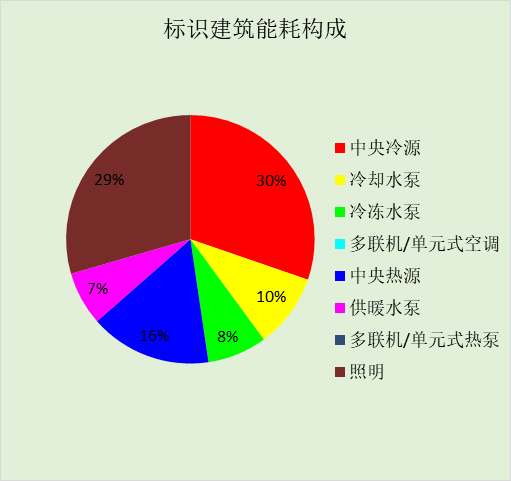 标识建筑能耗构成
30%
10%
8%
16%
7%
29%
中央冷源
冷却水泵
冷冻水泵
多联机/单元式空调
中央热源
供暖水泵
多联机/单元式热泵
照明